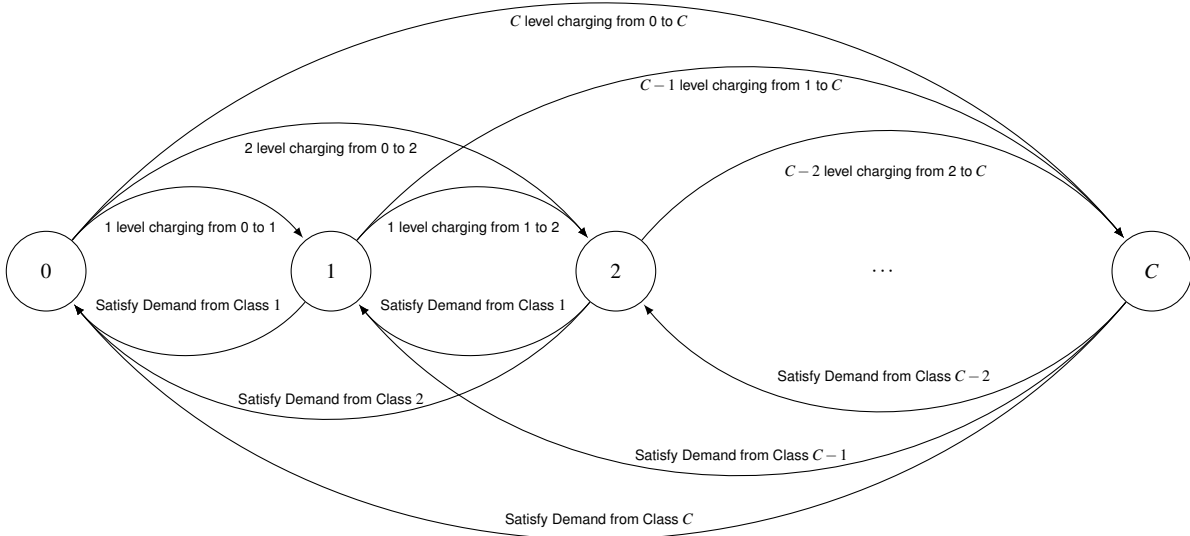 C level charging from 0 to C
C − 1 level charging from 1 to C
2 level charging from 0 to 2
C − 2 level charging from 2 to C
1 level charging from 0 to 1
1 level charging from 1 to 2
0
1
2
...
C
Satisfy Demand from Class 1
Satisfy Demand from Class 1
Satisfy Demand from Class C − 2
Satisfy Demand from Class 2
Satisfy Demand from Class C − 1
Satisfy Demand from Class C